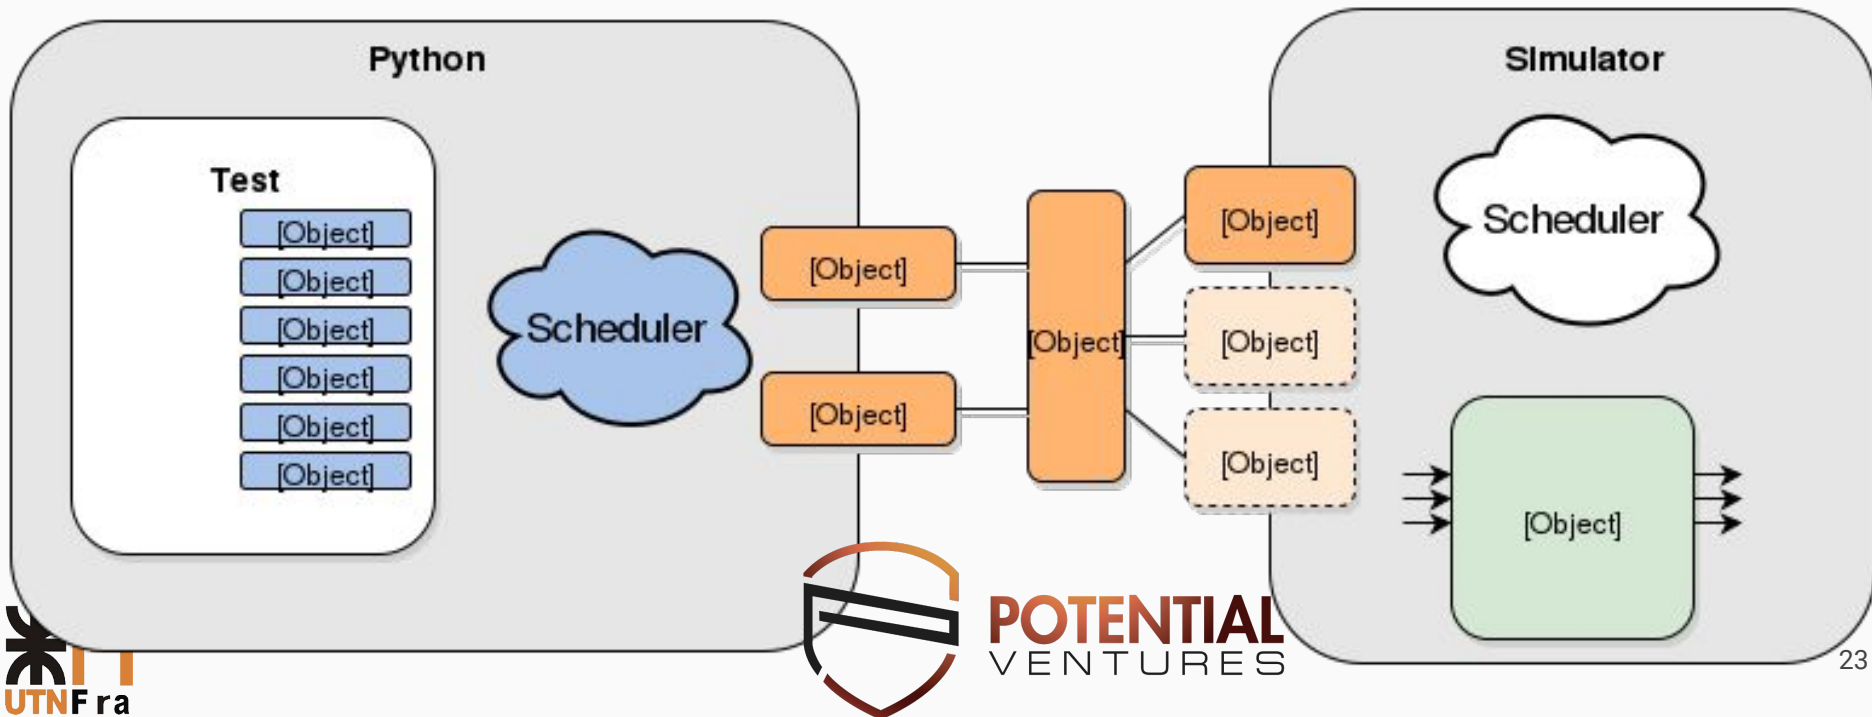 Python
Test
[Object]
[Object]
[Object]
[Object]
[Object]
[Object]
Scheduler
[Object]
[Object]
[Object]
[Object]
[Object]
[Object]
SImulator
Scheduler
[Object]
UTNFra
POTENTIAL
VENTURES
23